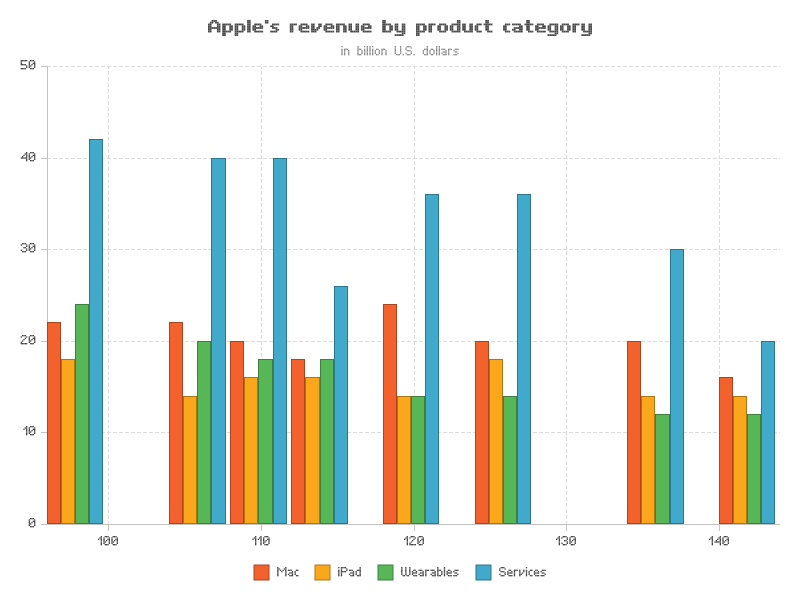 Apple's revenue by product category
in billion U.S. dollars
50
40
30
20
10
0
100 110 120 130 140
Mac iPad Wearables Services